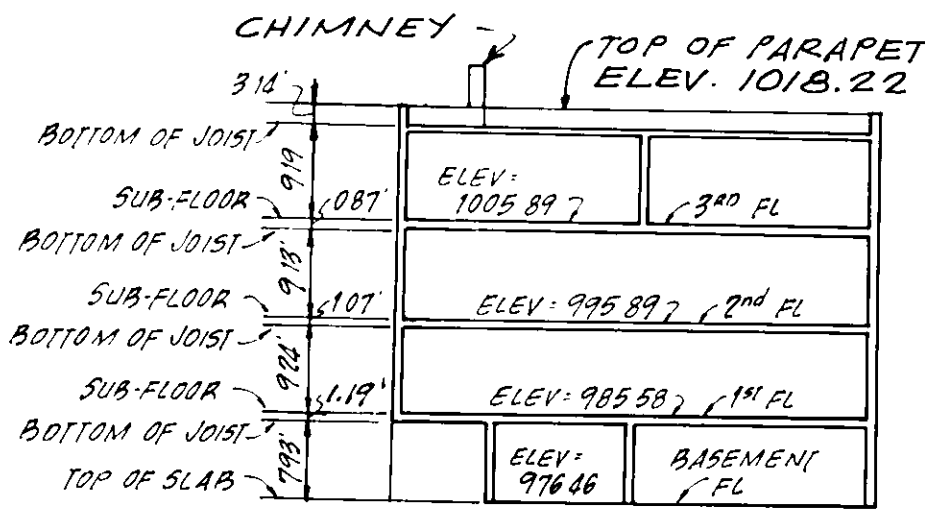 CHIMNEY
TOP OF PARAPET
ELEV. 1018.22
3 14'
BOTTOM OF JOIST
9 19
ELEV =
1005 89
3RD FL
SUB-FLOOR
087'
BOTTOM OF JOIST
9 13'
SUB-FLOOR
107'
ELEV = 995 89
2nd FL
BOTTOM OF JOIST
9 24'
SUB-FLOOR
1.19'
ELEV = 985 58
1ST FL
BOTTOM OF JOIST
7 93'
ELEV =
976 46
BASEMENT
FL
TOP OF SLAB